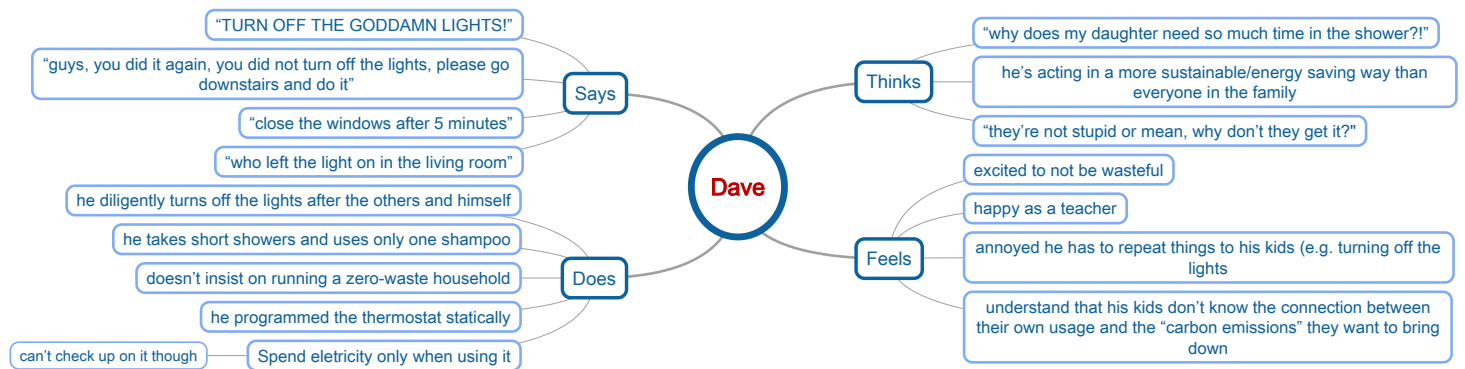 Dave
Says
“TURN OFF THE GODDAMN LIGHTS!”
“guys, you did it again, you did not turn off the lights, please go
downstairs and do it”
“close the windows after 5 minutes”
“who left the light on in the living room”
Does
he diligently turns off the lights after the others and himself
he takes short showers and uses only one shampoo
doesn’t insist on running a zero-waste household
he programmed the thermostat statically
Spend eletricity only when using it
can’t check up on it though
Thinks
“why does my daughter need so much time in the shower?!”
he’s acting in a more sustainable/energy saving way than
everyone in the family
“they’re not stupid or mean, why don’t they get it?"
Feels
excited to not be wasteful
happy as a teacher
annoyed he has to repeat things to his kids (e.g. turning off the
lights
understand that his kids don’t know the connection between
their own usage and the “carbon emissions” they want to bring
down